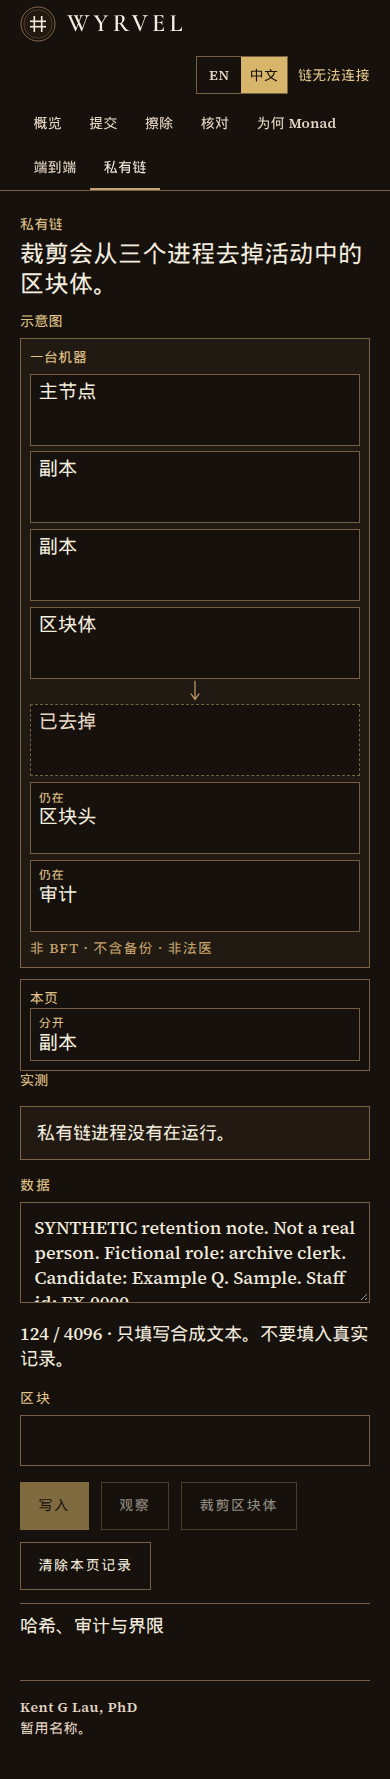 WYRVEL
EN 中文 链无法连接
概览 提交 擦除 核对 为何 Monad
端到端 私有链
私有链
裁剪会从三个进程去掉活动中的
区块体。
示意图
一台机器
主节点
副本
副本
区块体
已去掉
仍在
区块头
仍在
审计
非 BFT · 不含备份 · 非法医
本页
分开
副本
实测
私有链进程没有在运行。
数据
SYNTHETIC retention note. Not a real
person. Fictional role: archive clerk.
Candidate: Example Q. Sample. Staff
124 / 4096 · 只填写合成文本。不要填入真实
记录。
区块
写入 观察 裁剪区块体
清除本页记录
哈希、审计与界限
Kent G Lau, PhD
暂用名称。